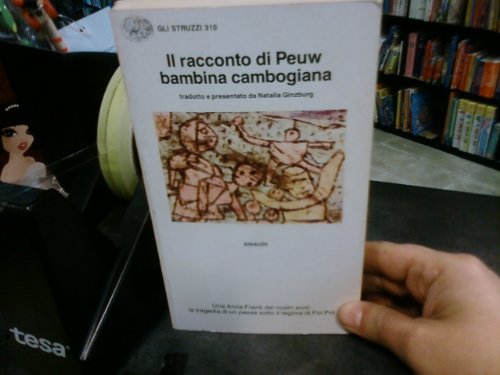 GLI STRUZZI 310
Il racconto di Peuw
bambina cambogiana
tradotto e presentato da Natalia Ginzburg
EINAUDI
Una Anna Frank dei nostri anni:
la tragedia di un paese sotto il regime di Pol Pot
tesa